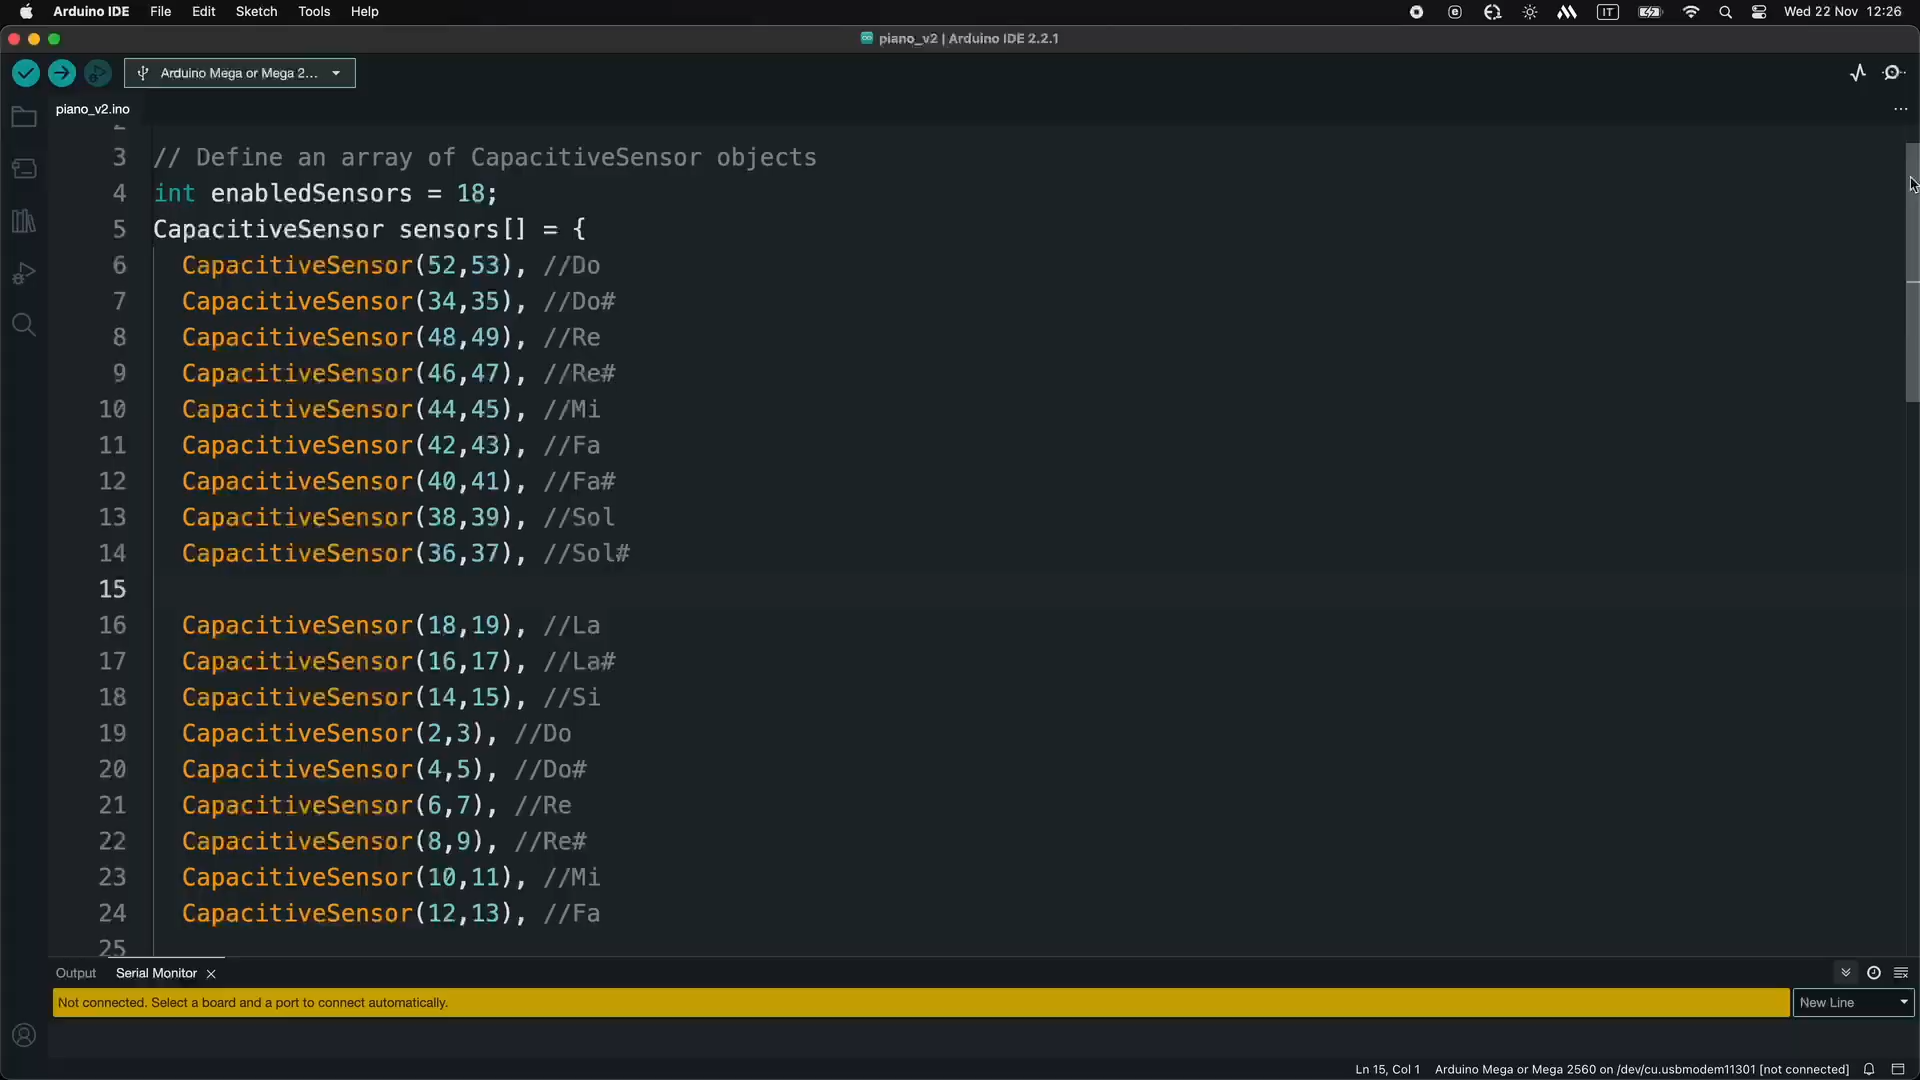 Arduino IDE File Edit Sketch Tools Help IT Wed 22 Nov 12:26
piano_v2 | Arduino IDE 2.2.1
Arduino Mega or Mega 2...
piano_v2.ino
2
3 // Define an array of CapacitiveSensor objects
4 int enabledSensors = 18;
5 CapacitiveSensor sensors[] = {
6 CapacitiveSensor(52,53), //Do
7 CapacitiveSensor(34,35), //Do#
8 CapacitiveSensor(48,49), //Re
9 CapacitiveSensor(46,47), //Re#
10 CapacitiveSensor(44,45), //Mi
11 CapacitiveSensor(42,43), //Fa
12 CapacitiveSensor(40,41), //Fa#
13 CapacitiveSensor(38,39), //Sol
14 CapacitiveSensor(36,37), //Sol#
15
16 CapacitiveSensor(18,19), //La
17 CapacitiveSensor(16,17), //La#
18 CapacitiveSensor(14,15), //Si
19 CapacitiveSensor(2,3), //Do
20 CapacitiveSensor(4,5), //Do#
21 CapacitiveSensor(6,7), //Re
22 CapacitiveSensor(8,9), //Re#
23 CapacitiveSensor(10,11), //Mi
24 CapacitiveSensor(12,13), //Fa
25
Output Serial Monitor
Not connected. Select a board and a port to connect automatically. New Line
Ln 15, Col 1 Arduino Mega or Mega 2560 on /dev/cu.usbmodem11301 [not connected]